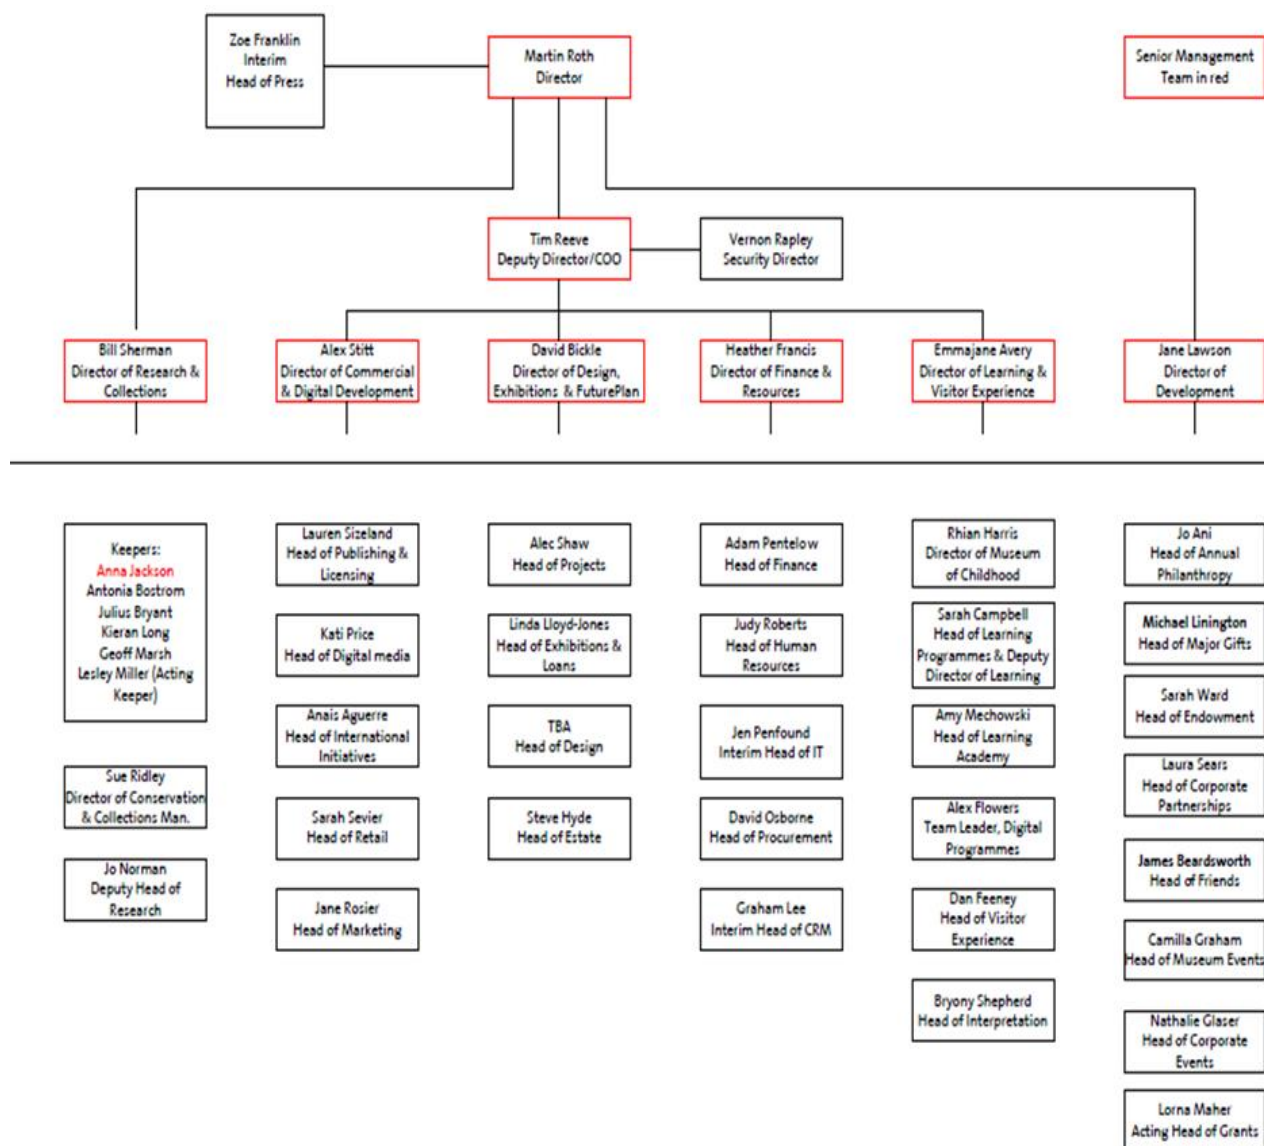 Zoe Franklin
Interim
Head of Press
Martin Roth
Director
Senior Management
Team in red
Tim Reeve
Deputy Director/COO
Vernon Rapley
Security Director
Bill Sherman
Director of Research &
Collections
Alex Stitt
Director of Commercial
& Digital Development
David Bickle
Director of Design,
Exhibitions & FuturePlan
Heather Francis
Director of Finance &
Resources
Emmajane Avery
Director of Learning &
Visitor Experience
Jane Lawson
Director of
Development
Keepers:
Anna Jackson
Antonia Bostrom
Julius Bryant
Kieran Long
Geoff Marsh
Lesley Miller (Acting
Keeper)
Sue Ridley
Director of Conservation
& Collections Man.
Jo Norman
Deputy Head of
Research
Lauren Sizeland
Head of Publishing &
Licensing
Kati Price
Head of Digital media
Anais Aguerre
Head of International
Initiatives
Sarah Sevier
Head of Retail
Jane Rosier
Head of Marketing
Alec Shaw
Head of Projects
Linda Lloyd-Jones
Head of Exhibitions &
Loans
TBA
Head of Design
Steve Hyde
Head of Estate
Adam Pentelow
Head of Finance
Judy Roberts
Head of Human
Resources
Jen Penfound
Interim Head of IT
David Osborne
Head of Procurement
Graham Lee
Interim Head of CRM
Rhian Harris
Director of Museum
of Childhood
Sarah Campbell
Head of Learning
Programmes & Deputy
Director of Learning
Amy Mechowski
Head of Learning
Academy
Alex Flowers
Team Leader, Digital
Programmes
Dan Feeney
Head of Visitor
Experience
Bryony Shepherd
Head of Interpretation
Jo Ani
Head of Annual
Philanthropy
Michael Linington
Head of Major Gifts
Sarah Ward
Head of Endowment
Laura Sears
Head of Corporate
Partnerships
James Beardsworth
Head of Friends
Camilla Graham
Head of Museum Events
Nathalie Glaser
Head of Corporate
Events
Lorna Maher
Acting Head of Grants